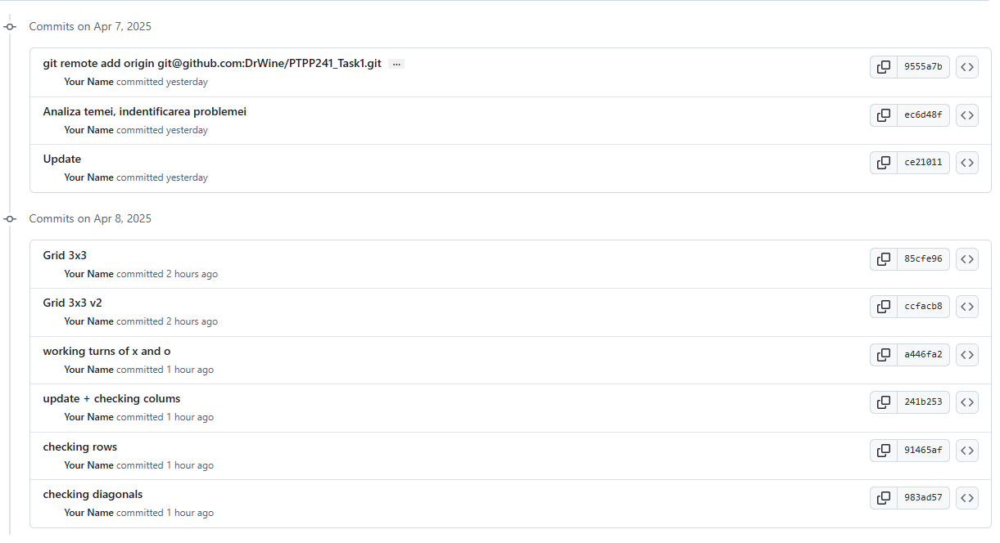 Commits on Apr 7, 2025
git remote add origin git@github.com:DrWine/PTPP241_Task1.git ...
9555a7b
Your Name committed yesterday
Analiza temei, indentificarea problemei
ec6d48f
Your Name committed yesterday
Update
ce21011
Your Name committed yesterday
Commits on Apr 8, 2025
Grid 3x3
85cfe96
Your Name committed 2 hours ago
Grid 3x3 v2
ccfacb8
Your Name committed 2 hours ago
working turns of x and o
a446fa2
Your Name committed 1 hour ago
update + checking colums
241b253
Your Name committed 1 hour ago
checking rows
91465af
Your Name committed 1 hour ago
checking diagonals
983ad57
Your Name committed 1 hour ago